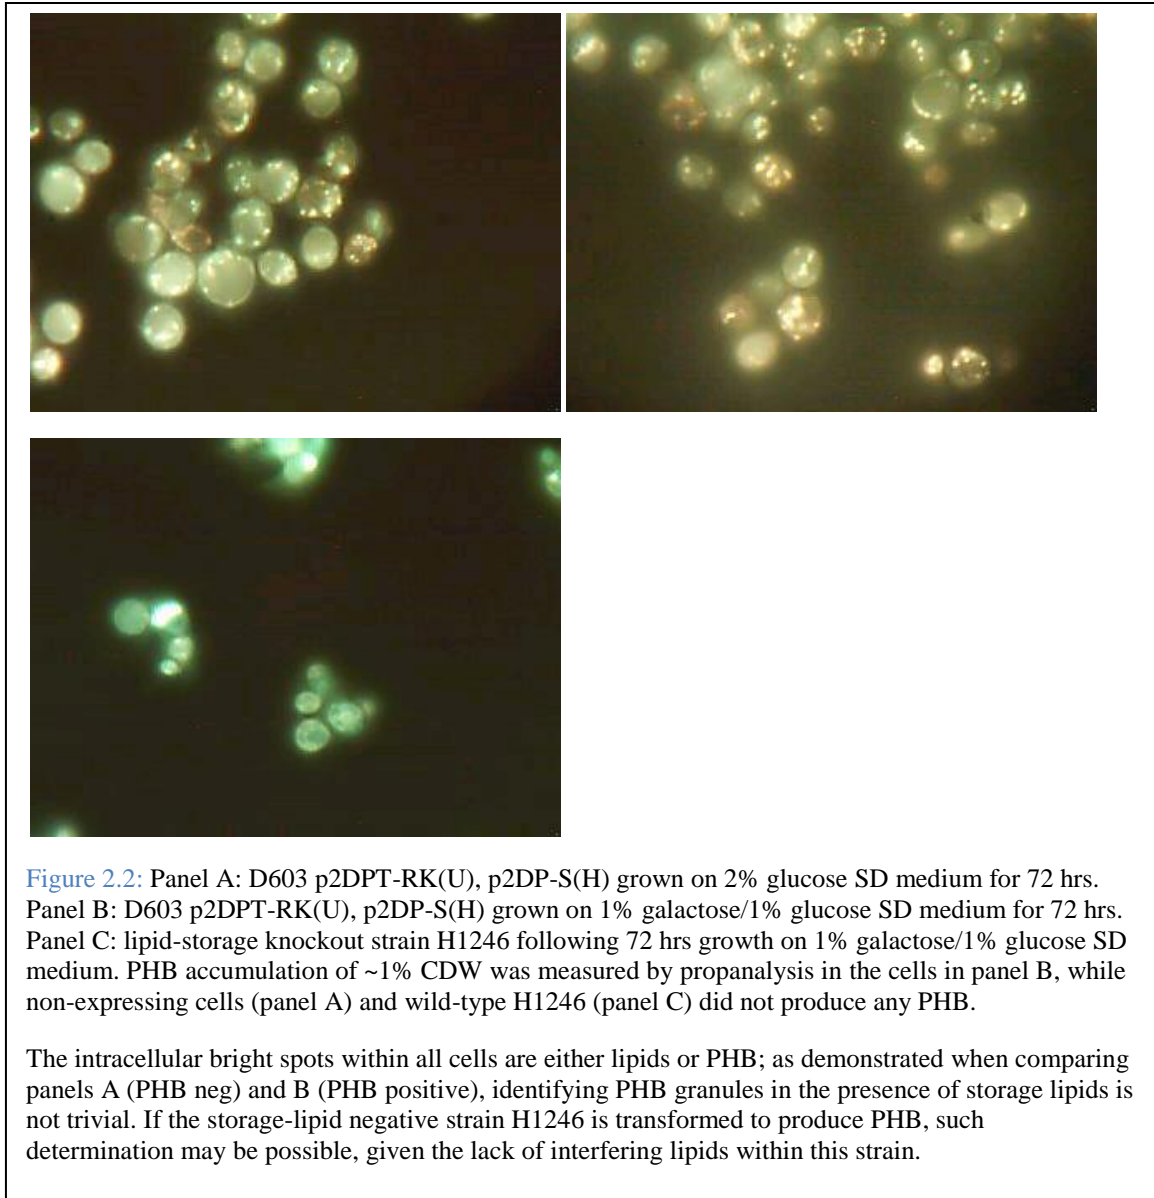 Figure 2.2: Panel A: D603 p2DPT-RK(U), p2DP-S(H) grown on 2% glucose SD medium for 72 hrs.
Panel B: D603 p2DPT-RK(U), p2DP-S(H) grown on 1% galactose/1% glucose SD medium for 72 hrs.
Panel C: lipid-storage knockout strain H1246 following 72 hrs growth on 1% galactose/1% glucose SD
medium. PHB accumulation of ~1% CDW was measured by propanalysis in the cells in panel B, while
non-expressing cells (panel A) and wild-type H1246 (panel C) did not produce any PHB.
The intracellular bright spots within all cells are either lipids or PHB; as demonstrated when comparing
panels A (PHB neg) and B (PHB positive), identifying PHB granules in the presence of storage lipids is
not trivial. If the storage-lipid negative strain H1246 is transformed to produce PHB, such
determination may be possible, given the lack of interfering lipids within this strain.